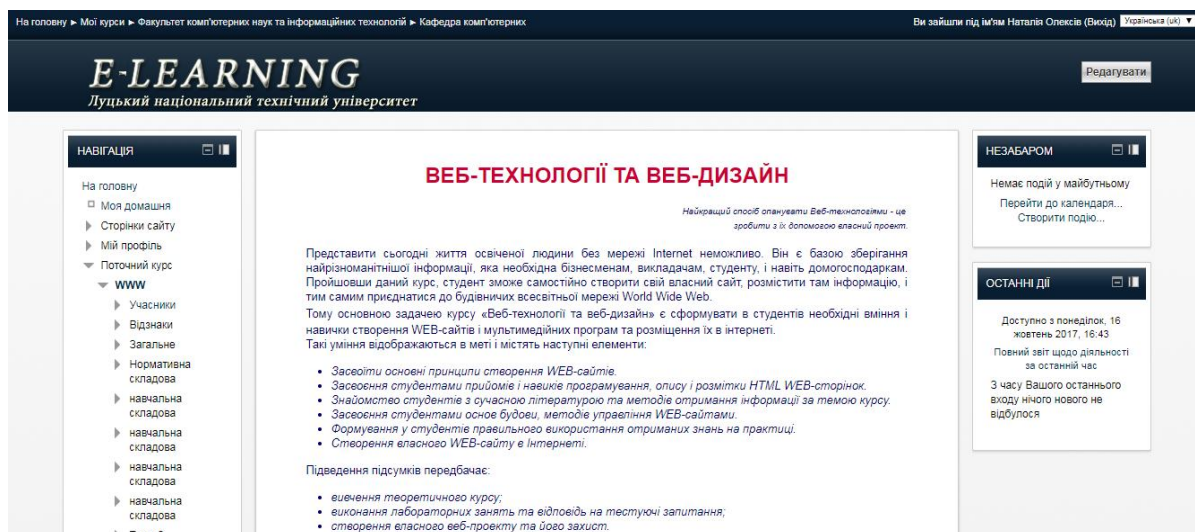 На головну ► Мої курси ► Факультет комп'ютерних наук та інформаційних технологій ► Кафедра комп'ютерних
Ви зайшли під ім'ям Наталія Олексів (Вихід) Українська (uk) ▼
E-LEARNING
Луцький національний технічний університет
Редагувати
НАВІГАЦІЯ
На головну
Моя домашня
Сторінки сайту
Мій профіль
Поточний курс
WWW
Учасники
Відзнаки
Загальне
Нормативна
складова
навчальна
складова
навчальна
складова
навчальна
складова
навчальна
складова
ВЕБ-ТЕХНОЛОГІЇ ТА ВЕБ-ДИЗАЙН
Найкращий спосіб опанувати Веб-технологіями - це
зробити з їх допомогою власний проект.
Представити сьогодні життя освіченої людини без мережі Internet неможливо. Він є базою зберігання
найрізноманітнішої інформації, яка необхідна бізнесменам, викладачам, студенту, і навіть домогосподаркам.
Пройшовши даний курс, студент зможе самостійно створити свій власний сайт, розмістити там інформацію, і
тим самим приєднатися до будівничих всесвітньої мережі World Wide Web.
Тому основною задачею курсу «Веб-технології та веб-дизайн» є сформувати в студентів необхідні вміння і
навички створення WEB-сайтів і мультимедійних програм та розміщення їх в інтернеті.
Такі уміння відображаються в меті і містять наступні елементи:
• Засвоїти основні принципи створення WEB-сайтів.
• Засвоєння студентами прийомів і навиків програмування, опису і розмітки HTML WEB-сторінок.
• Знайомство студентів з сучасною літературою та методів отримання інформації за темою курсу.
• Засвоєння студентами основ будови, методів управління WEB-сайтами.
• Формування у студентів правильного використання отриманих знань на практиці.
• Створення власного WEB-сайту в Інтернеті.
Підведення підсумків передбачає:
• вивчення теоретичного курсу;
• виконання лабораторних занять та відповідь на тестуючі запитання;
• створення власного веб-проекту та його захист.
НЕЗАБАРОМ
Немає подій у майбутньому
Перейти до календаря...
Створити подію...
ОСТАННІ ДІЇ
Доступно з понеділок, 16
жовтень 2017, 16:43
Повний звіт щодо діяльності
за останній час
З часу Вашого останнього
входу нічого нового не
відбулося